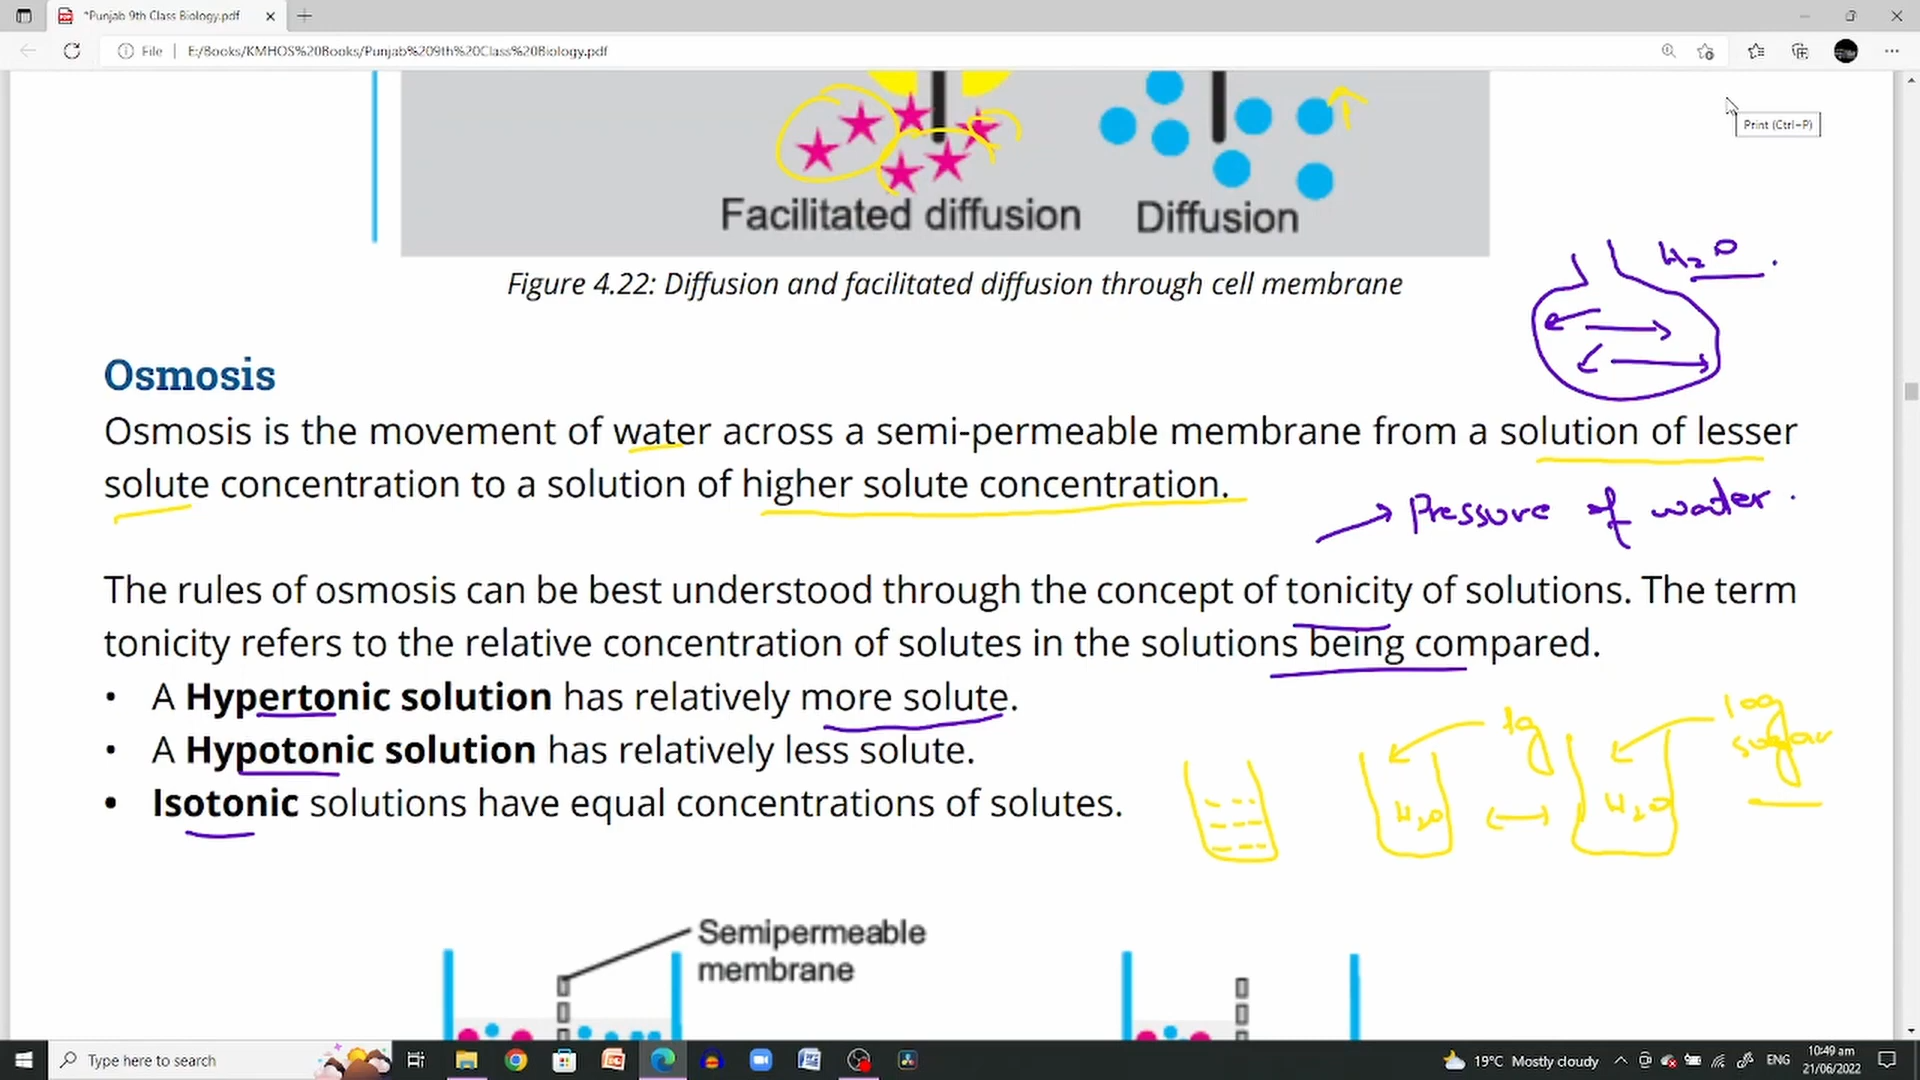 *Punjab 9th Class Biology.pdf
File | E:/Books/KMHOS%20Books/Punjab%209th%20Class%20Biology.pdf
Print (Ctrl+P)
Facilitated diffusion Diffusion
Figure 4.22: Diffusion and facilitated diffusion through cell membrane
H2O.
Osmosis
Osmosis is the movement of water across a semi-permeable membrane from a solution of lesser
solute concentration to a solution of higher solute concentration.
→ Pressure of water.
The rules of osmosis can be best understood through the concept of tonicity of solutions. The term
tonicity refers to the relative concentration of solutes in the solutions being compared.
• A Hypertonic solution has relatively more solute.
• A Hypotonic solution has relatively less solute.
• Isotonic solutions have equal concentrations of solutes.
1g
10g
sugar
H2O H2O
Semipermeable
membrane
Type here to search
19°C Mostly cloudy
ENG
10:49 am
21/06/2022